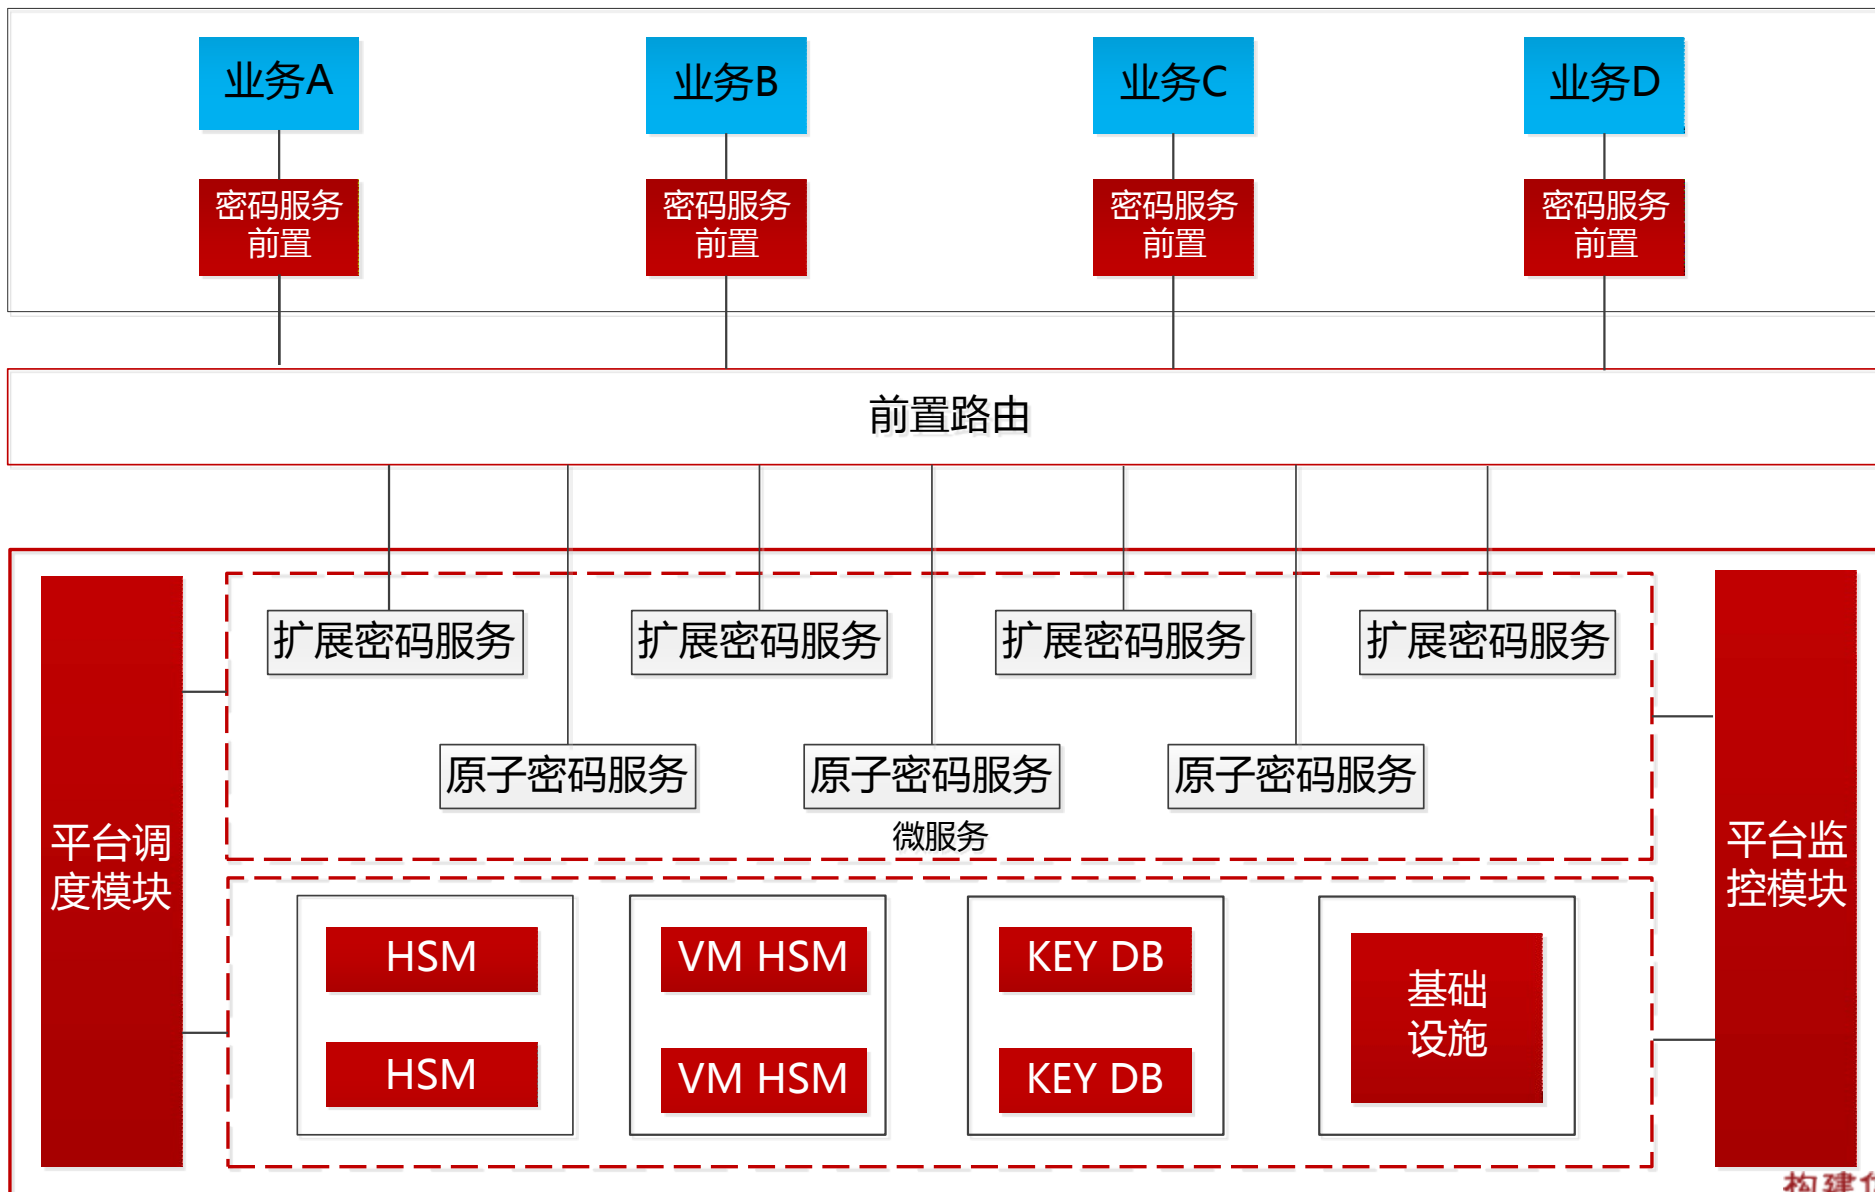 业务A
业务B
业务C
业务D
密码服务
前置
密码服务
前置
密码服务
前置
密码服务
前置
前置路由
扩展密码服务
扩展密码服务
扩展密码服务
扩展密码服务
原子密码服务
原子密码服务
原子密码服务
微服务
平台调
度模块
平台监
控模块
HSM
HSM
VM HSM
VM HSM
KEY DB
KEY DB
基础
设施
构建